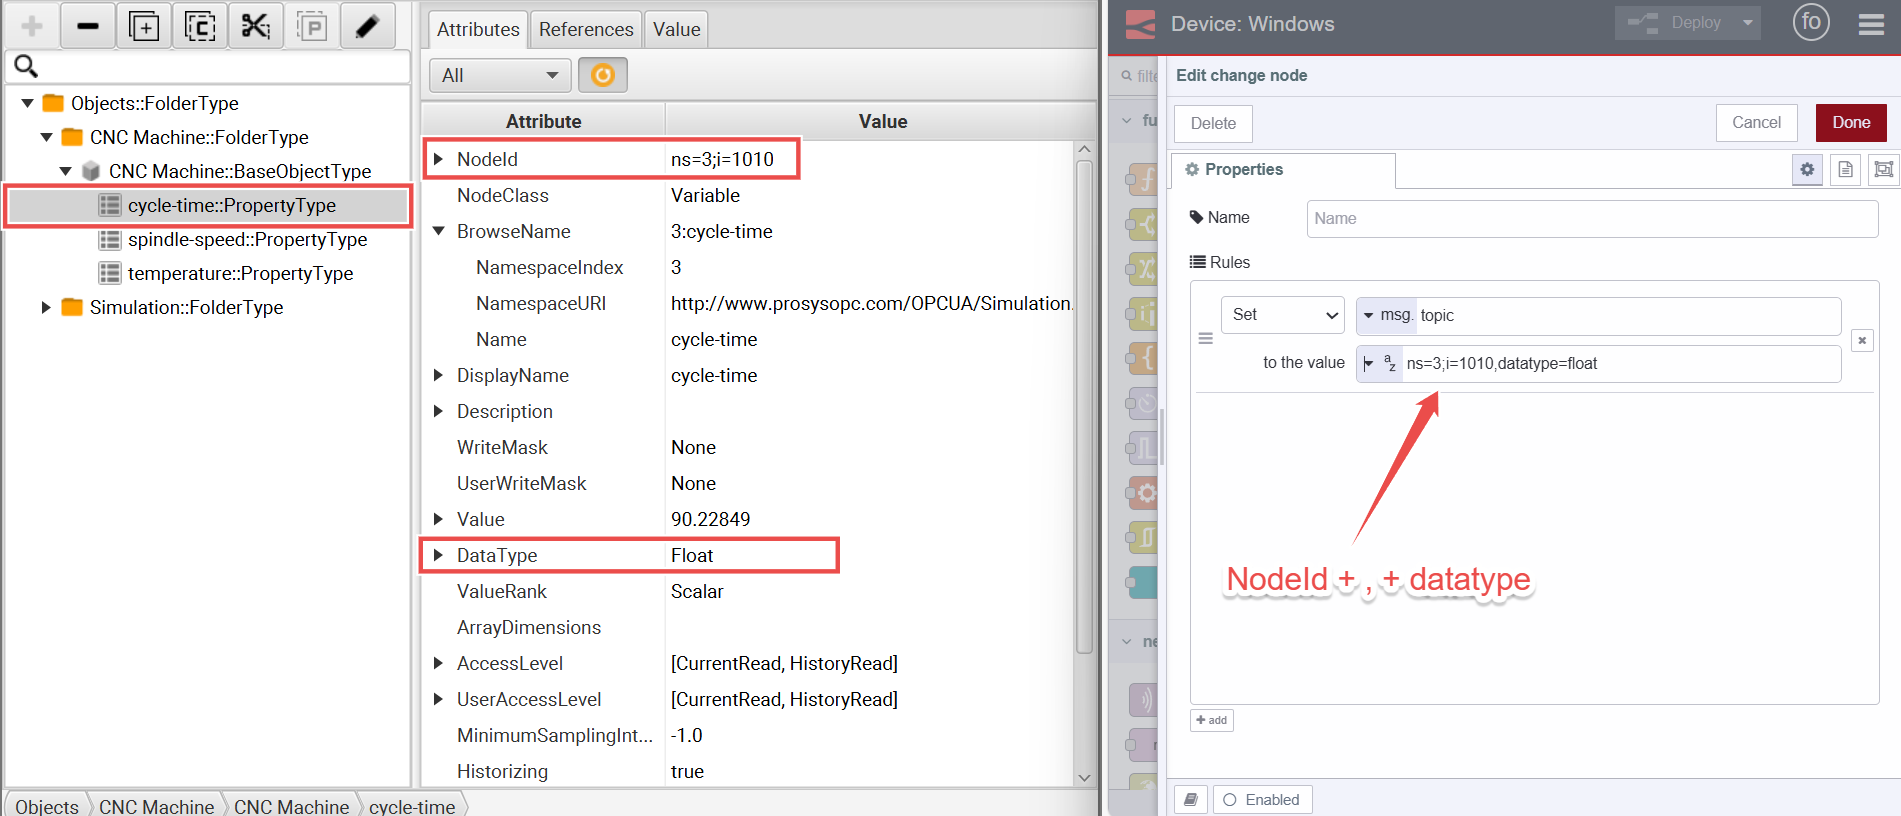 Objects::FolderType
CNC Machine::FolderType
CNC Machine::BaseObjectType
cycle-time::PropertyType
spindle-speed::PropertyType
temperature::PropertyType
Simulation::FolderType
Attributes References Value
All
Attribute Value
NodeId ns=3;i=1010
NodeClass Variable
BrowseName 3:cycle-time
NamespaceIndex 3
NamespaceURI http://www.prosysopc.com/OPCUA/Simulation.
Name cycle-time
DisplayName cycle-time
Description
WriteMask None
UserWriteMask None
Value 90.22849
DataType Float
ValueRank Scalar
ArrayDimensions
AccessLevel [CurrentRead, HistoryRead]
UserAccessLevel [CurrentRead, HistoryRead]
MinimumSamplingInt... -1.0
Historizing true
Objects CNC Machine CNC Machine cycle-time
Device: Windows Deploy fo
filte
Edit change node
fu
Delete Cancel Done
Properties
Name Name
Rules
Set msg. topic
to the value az ns=3;i=1010,datatype=float
NodeId + , + datatype
ne
add
Enabled